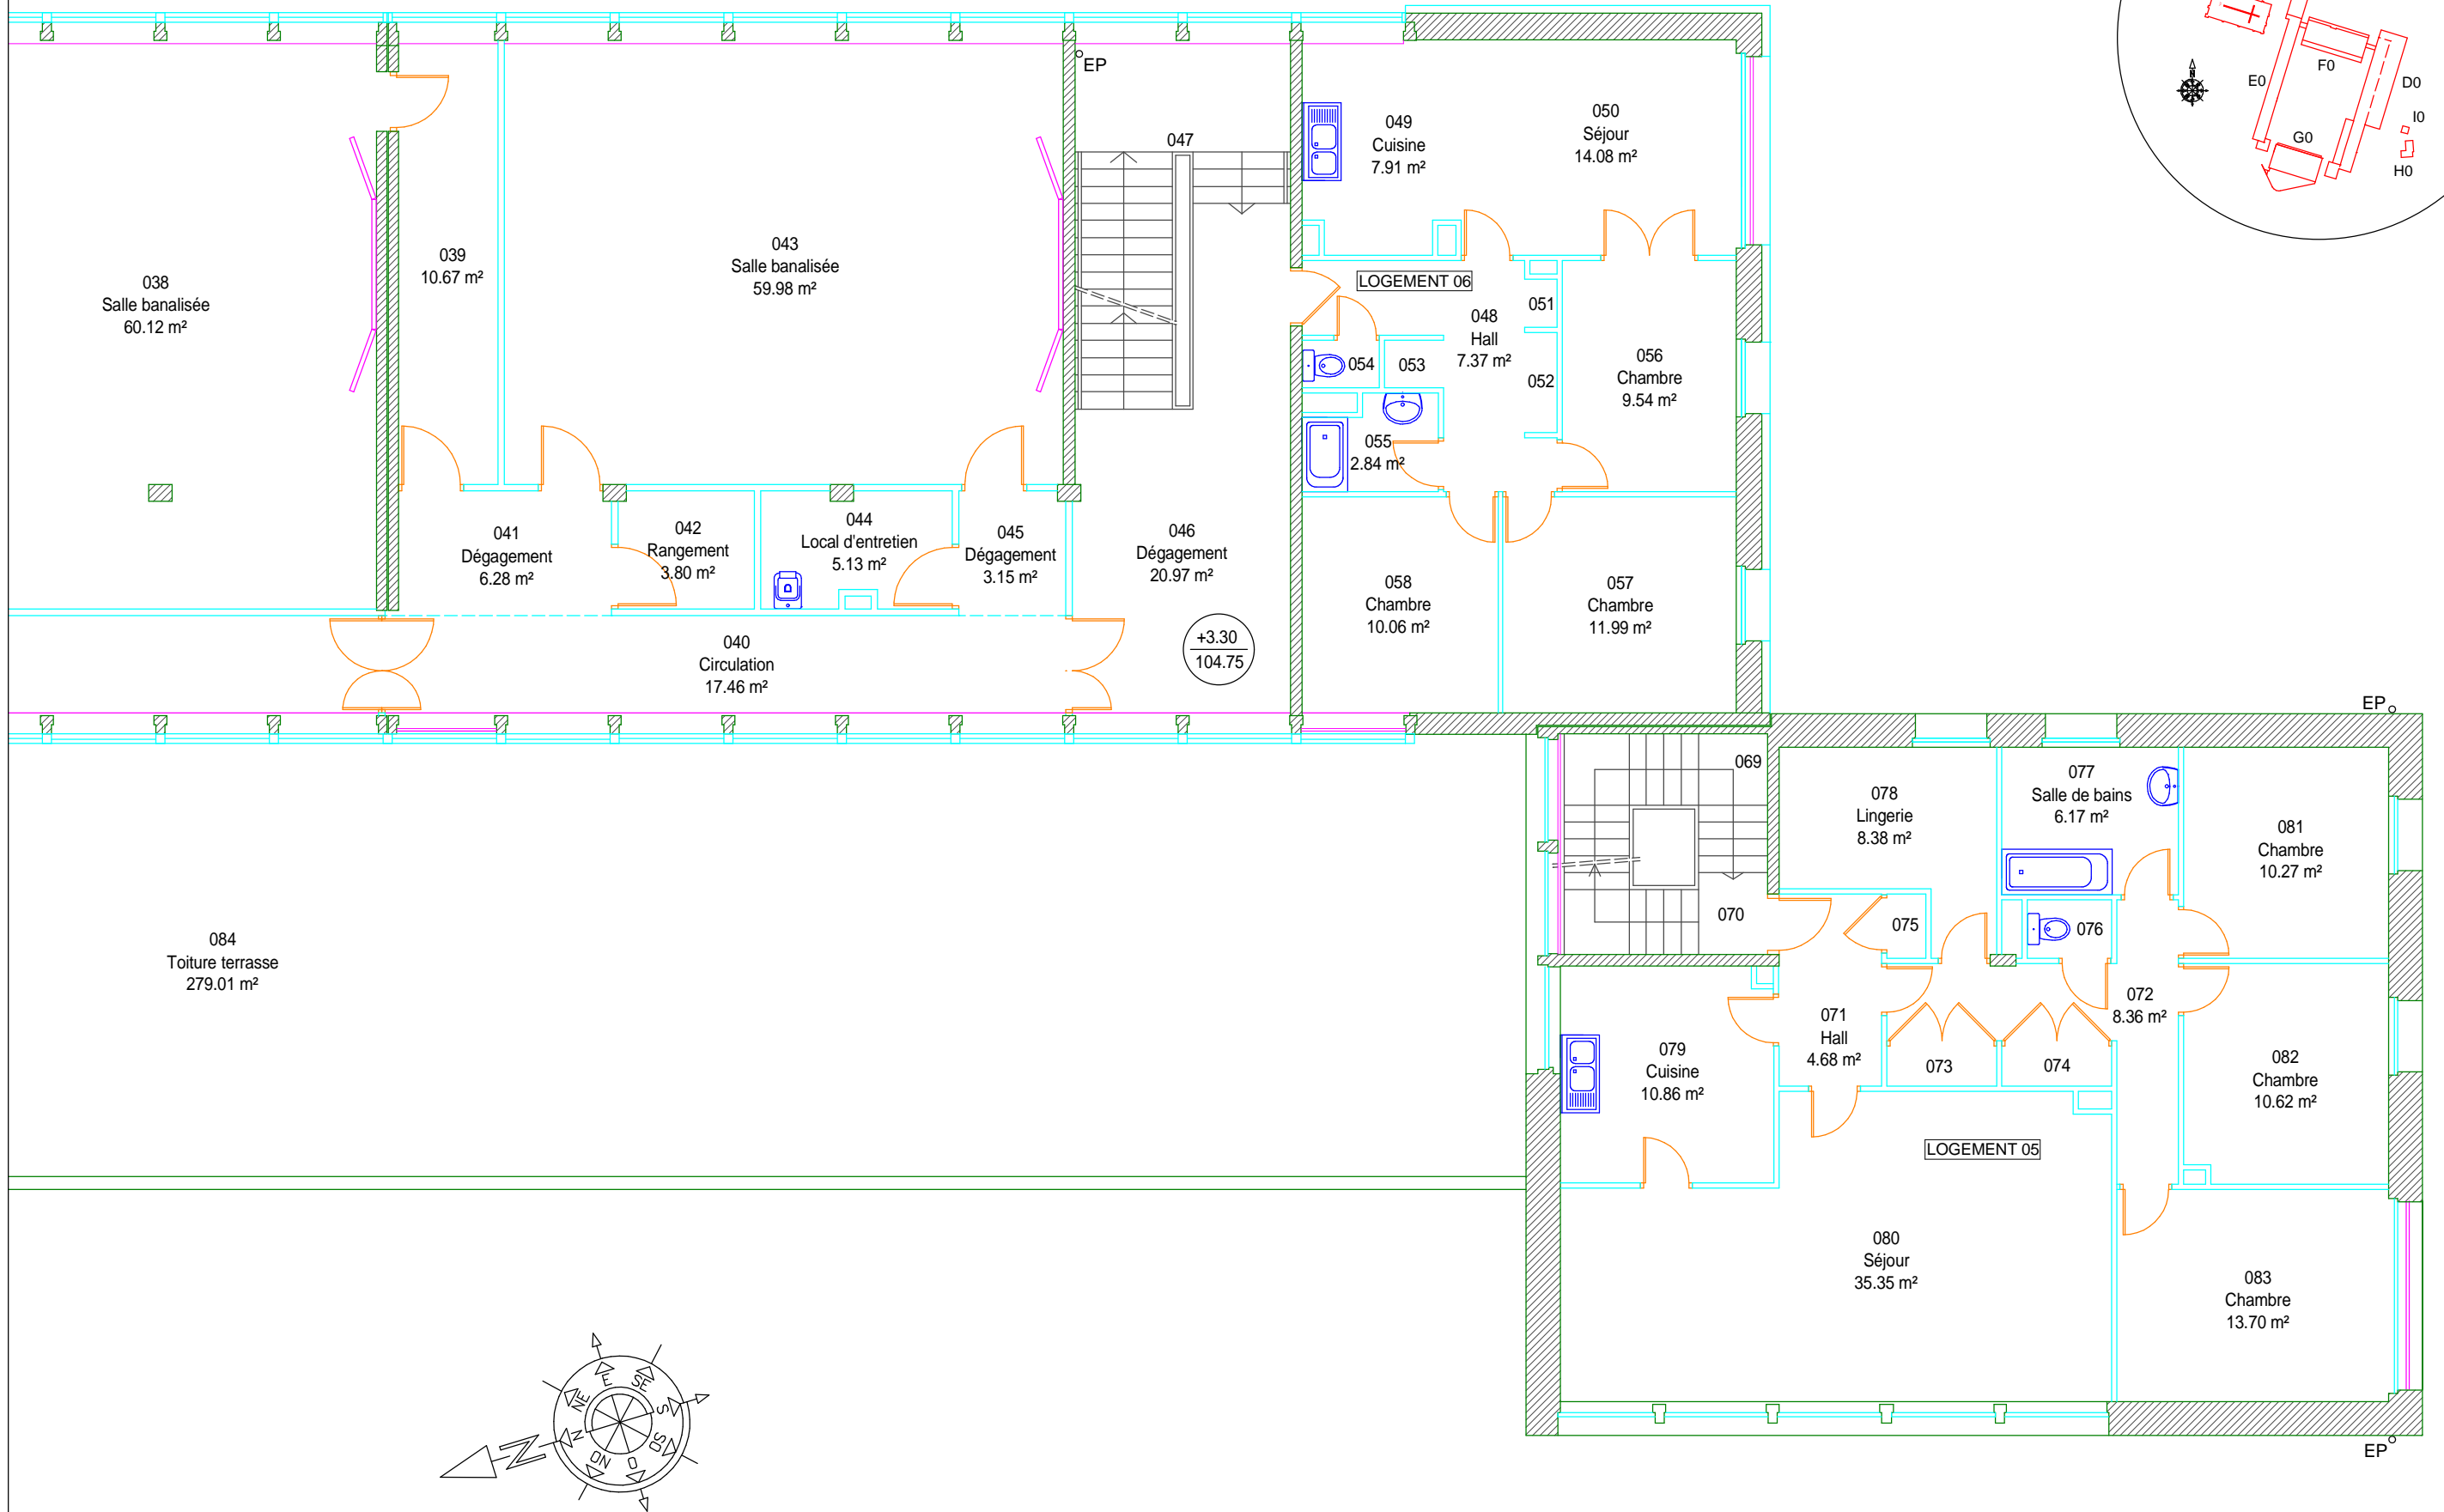 EP
047
049
Cuisine
7.91 m²
050
Séjour
14.08 m²
E0
F0
D0
I0
G0
H0
N
038
Salle banalisée
60.12 m²
039
10.67 m²
043
Salle banalisée
59.98 m²
LOGEMENT 06
048
Hall
7.37 m²
051
052
053
054
055
2.84 m²
056
Chambre
9.54 m²
041
Dégagement
6.28 m²
042
Rangement
3.80 m²
044
Local d'entretien
5.13 m²
045
Dégagement
3.15 m²
046
Dégagement
20.97 m²
058
Chambre
10.06 m²
057
Chambre
11.99 m²
040
Circulation
17.46 m²
+3.30
104.75
EP
069
070
078
Lingerie
8.38 m²
077
Salle de bains
6.17 m²
081
Chambre
10.27 m²
075
076
084
Toiture terrasse
279.01 m²
072
8.36 m²
071
Hall
4.68 m²
073
074
079
Cuisine
10.86 m²
082
Chambre
10.62 m²
LOGEMENT 05
080
Séjour
35.35 m²
083
Chambre
13.70 m²
EP
N
NE
E
SE
S
SO
O
NO
N